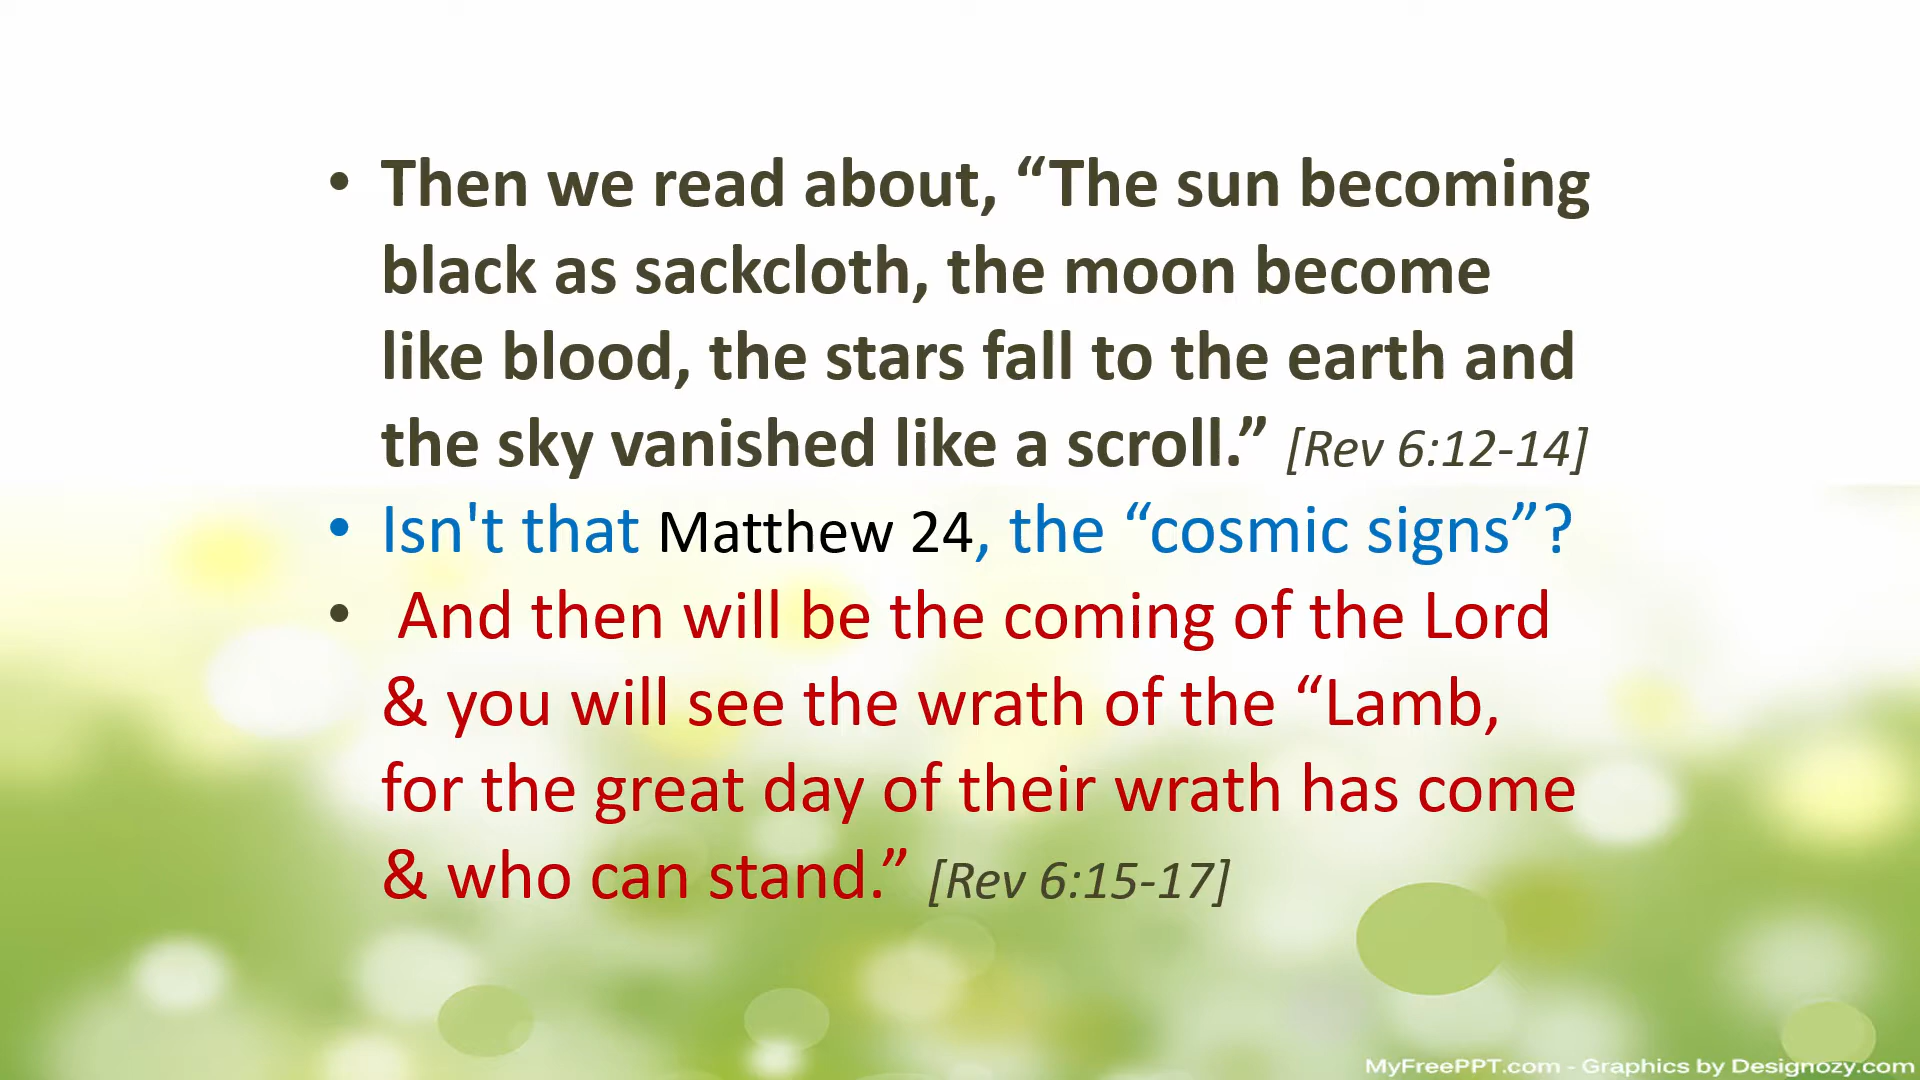 • Then we read about, “The sun becoming
black as sackcloth, the moon become
like blood, the stars fall to the earth and
the sky vanished like a scroll.” [Rev 6:12-14]
• Isn't that Matthew 24, the “cosmic signs”?
• And then will be the coming of the Lord
& you will see the wrath of the “Lamb,
for the great day of their wrath has come
& who can stand.” [Rev 6:15-17]
MyFreePPT.com - Graphics by Designozy.com